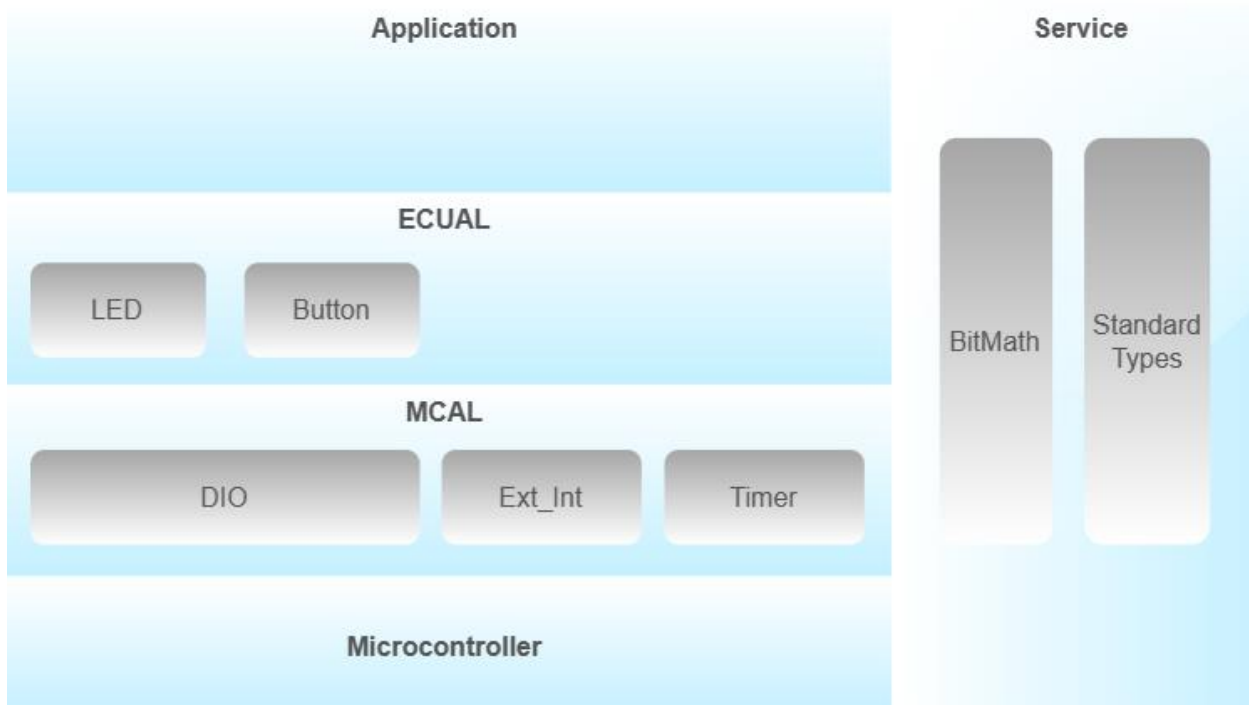 Application
Service
ECUAL
LED
Button
BitMath
Standard
Types
MCAL
DIO
Ext_Int
Timer
Microcontroller